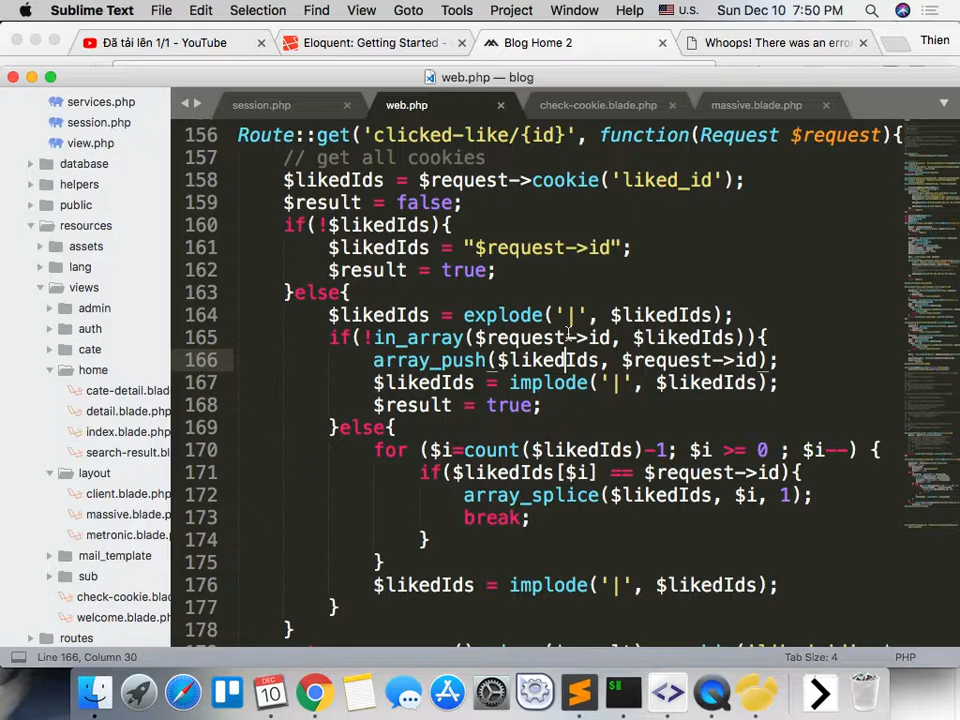 Sublime Text File Edit Selection Find View Goto Tools Project Window Help U.S. Sun Dec 10 7:50 PM
Đã tải lên 1/1 - YouTube Eloquent: Getting Started - Blog Home 2 Whoops! There was an error Thien
web.php — blog
session.php web.php check-cookie.blade.php massive.blade.php
services.php
session.php
view.php
database
helpers
public
resources
assets
lang
views
admin
auth
cate
home
cate-detail.blad
detail.blade.php
index.blade.php
search-result.bl
layout
client.blade.php
massive.blade.p
metronic.blade.
mail_template
sub
check-cookie.bla
welcome.blade.ph
routes
156 Route::get('clicked-like/{id}', function(Request $request){
157 // get all cookies
158 $likedIds = $request->cookie('liked_id');
159 $result = false;
160 if(!$likedIds){
161 $likedIds = "$request->id";
162 $result = true;
163 }else{
164 $likedIds = explode('|', $likedIds);
165 if(!in_array($request->id, $likedIds)){
166 array_push($likedIds, $request->id);
167 $likedIds = implode('|', $likedIds);
168 $result = true;
169 }else{
170 for ($i=count($likedIds)-1; $i >= 0 ; $i--) {
171 if($likedIds[$i] == $request->id){
172 array_splice($likedIds, $i, 1);
173 break;
174 }
175 }
176 $likedIds = implode('|', $likedIds);
177 }
178 }
Line 166, Column 30 Tab Size: 4 PHP
DEC
10